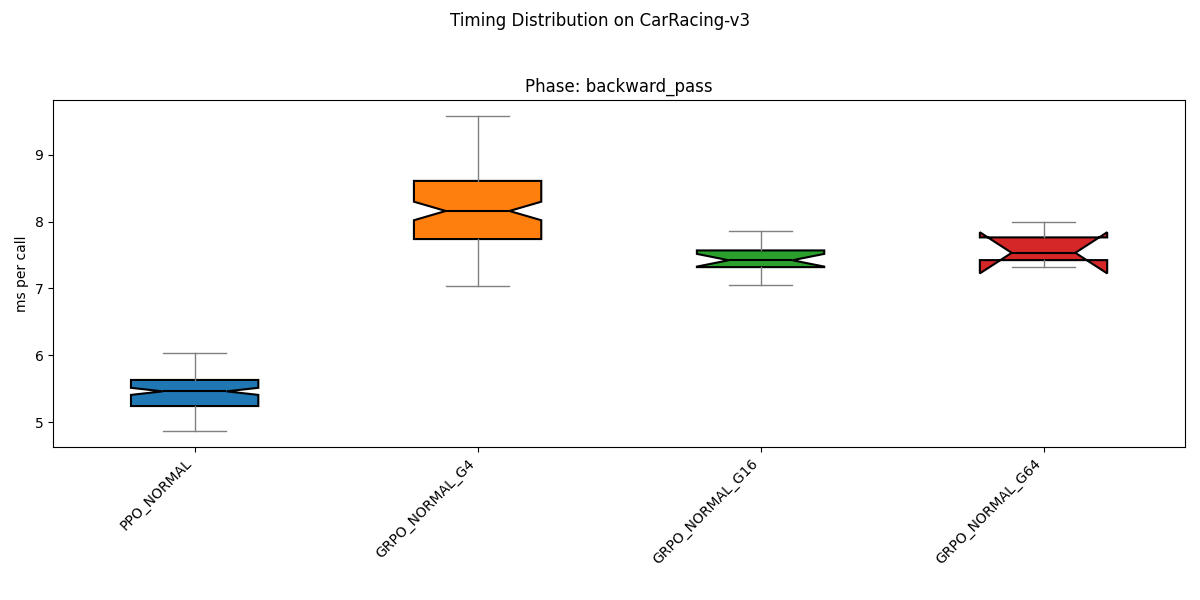 Timing Distribution on CarRacing-v3
Phase: backward_pass
ms per call
9
8
7
6
5
PPO_NORMAL
GRPO_NORMAL_G4
GRPO_NORMAL_G16
GRPO_NORMAL_G64